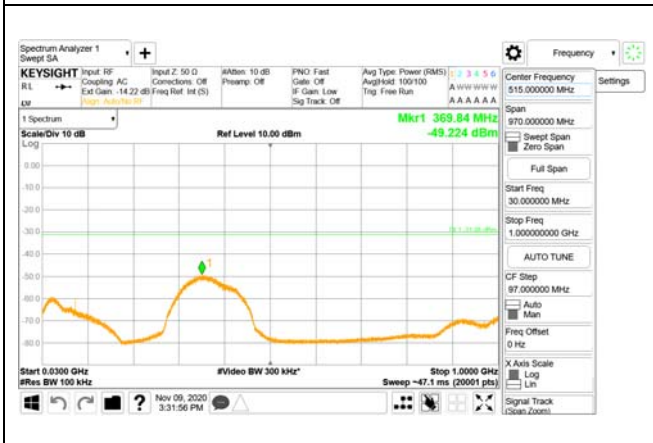 Spectrum Analyzer 1
Swept SA
Frequency
Settings
KEYSIGHT
RL
Input: RF
Coupling: AC
Ext Gain: -14.22 dB
Align: Auto/No RF
Input Z: 50 Ω
Corrections: Off
Freq Ref: Int (S)
#Atten: 10 dB
Preamp: Off
PNO: Fast
Gate: Off
IF Gain: Low
Sig Track: Off
Avg Type: Power (RMS)
Avg|Hold: 100/100
Trig: Free Run
1 2 3 4 5 6
A W W W W W
A A A A A A
1 Spectrum
Scale/Div 10 dB
Log
Ref Level 10.00 dBm
Mkr1 369.84 MHz
-49.224 dBm
0.00
-10.0
-20.0
-30.0
-40.0
-50.0
-60.0
-70.0
-80.0
1
Start 0.0300 GHz
#Res BW 100 kHz
#Video BW 300 kHz*
Stop 1.0000 GHz
Sweep ~47.1 ms (20001 pts)
Center Frequency
515.000000 MHz
Span
970.000000 MHz
Swept Span
Zero Span
Full Span
Start Freq
30.000000 MHz
Stop Freq
1.000000000 GHz
AUTO TUNE
CF Step
97.000000 MHz
Auto
Man
Freq Offset
0 Hz
X Axis Scale
Log
Lin
Signal Track
(Span Zoom)
?
Nov 09, 2020
3:31:56 PM